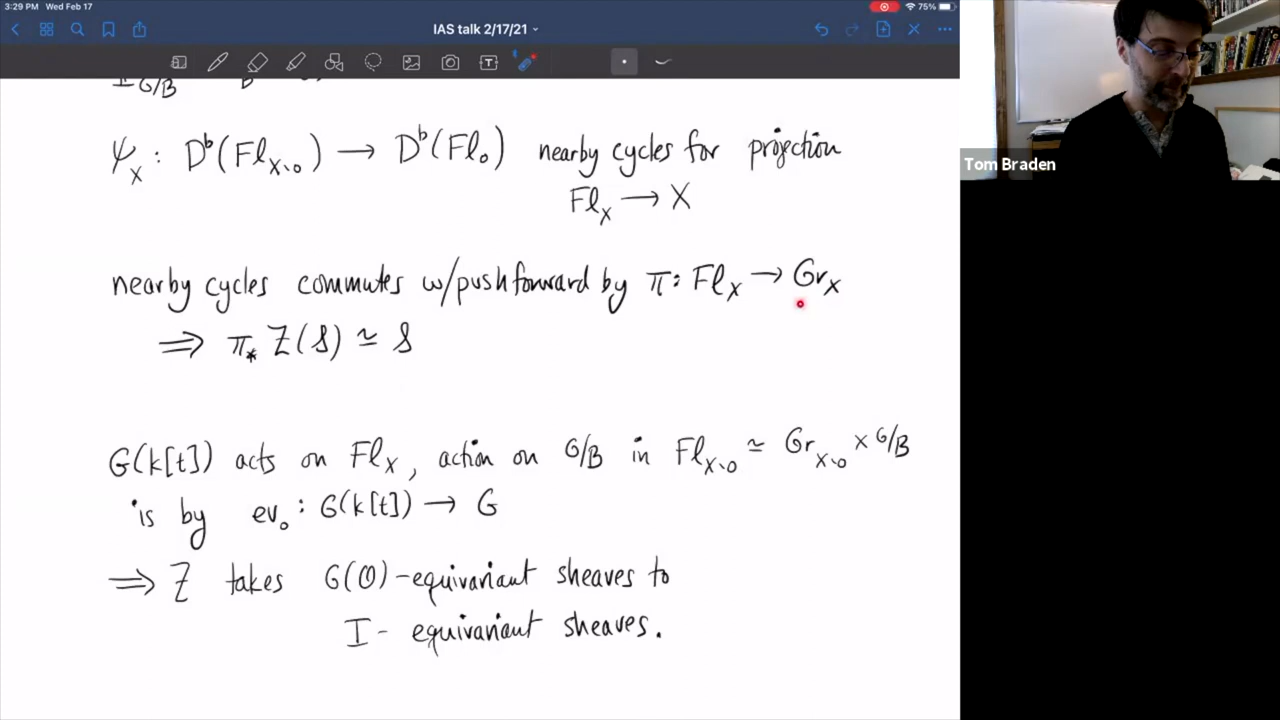 3:29 PM Wed Feb 17
75%
IAS talk 2/17/21
I_{G/B}
Ψ_X : D^b(Fl_{X∖0}) → D^b(Fl_0) nearby cycles for projection
Fl_X → X
nearby cycles commutes w/pushforward by π: Fl_X → Gr_X
⟹ π_* Z(S) ≃ S
G(k[t]) acts on Fl_X, action on G/B in Fl_{X∖0} ≃ Gr_{X∖0} × G/B
is by ev_0 : G(k[t]) → G
⟹ Z takes G(O)-equivariant sheaves to
I-equivariant sheaves.
Tom Braden